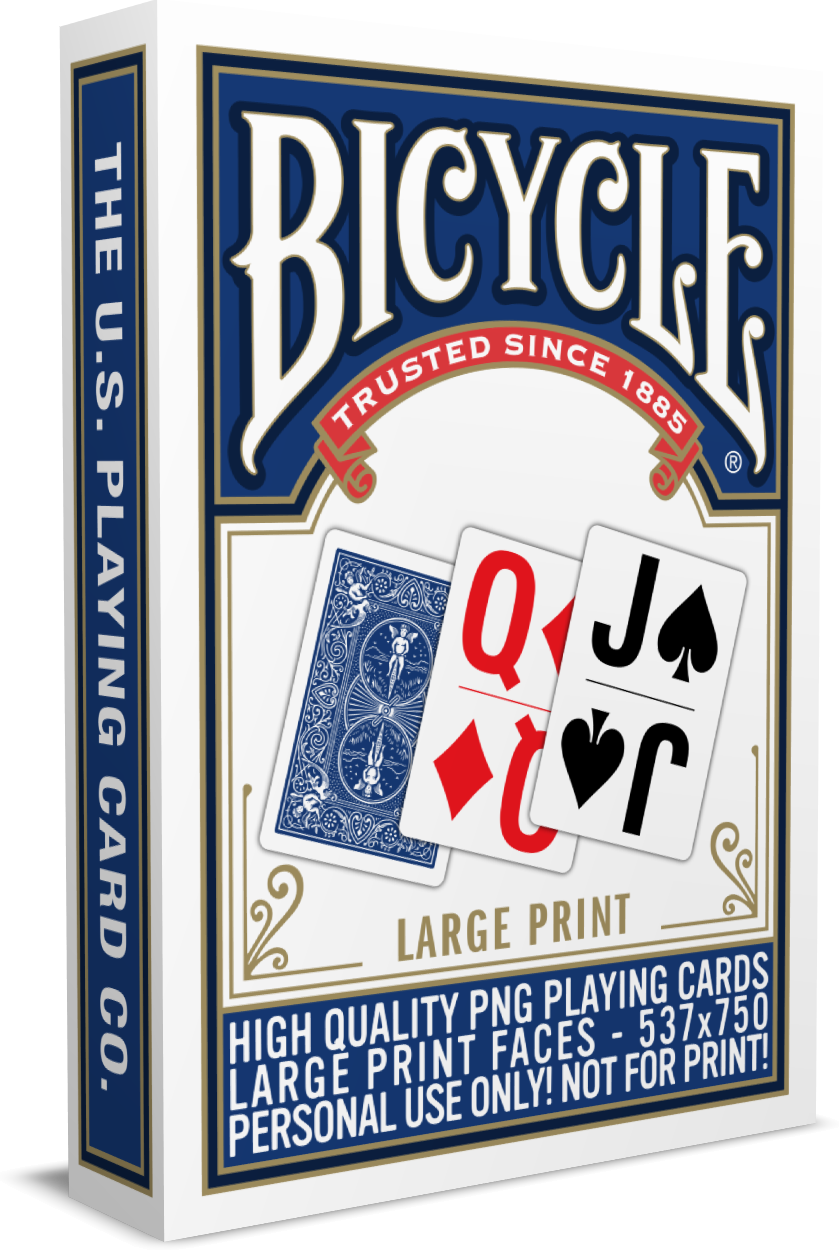 THE U.S. PLAYING CARD CO.
BICYCLE
®
TRUSTED SINCE 1885
Q
Q
J
J
LARGE PRINT
HIGH QUALITY PNG PLAYING CARDS
LARGE PRINT FACES - 537x750
PERSONAL USE ONLY! NOT FOR PRINT!